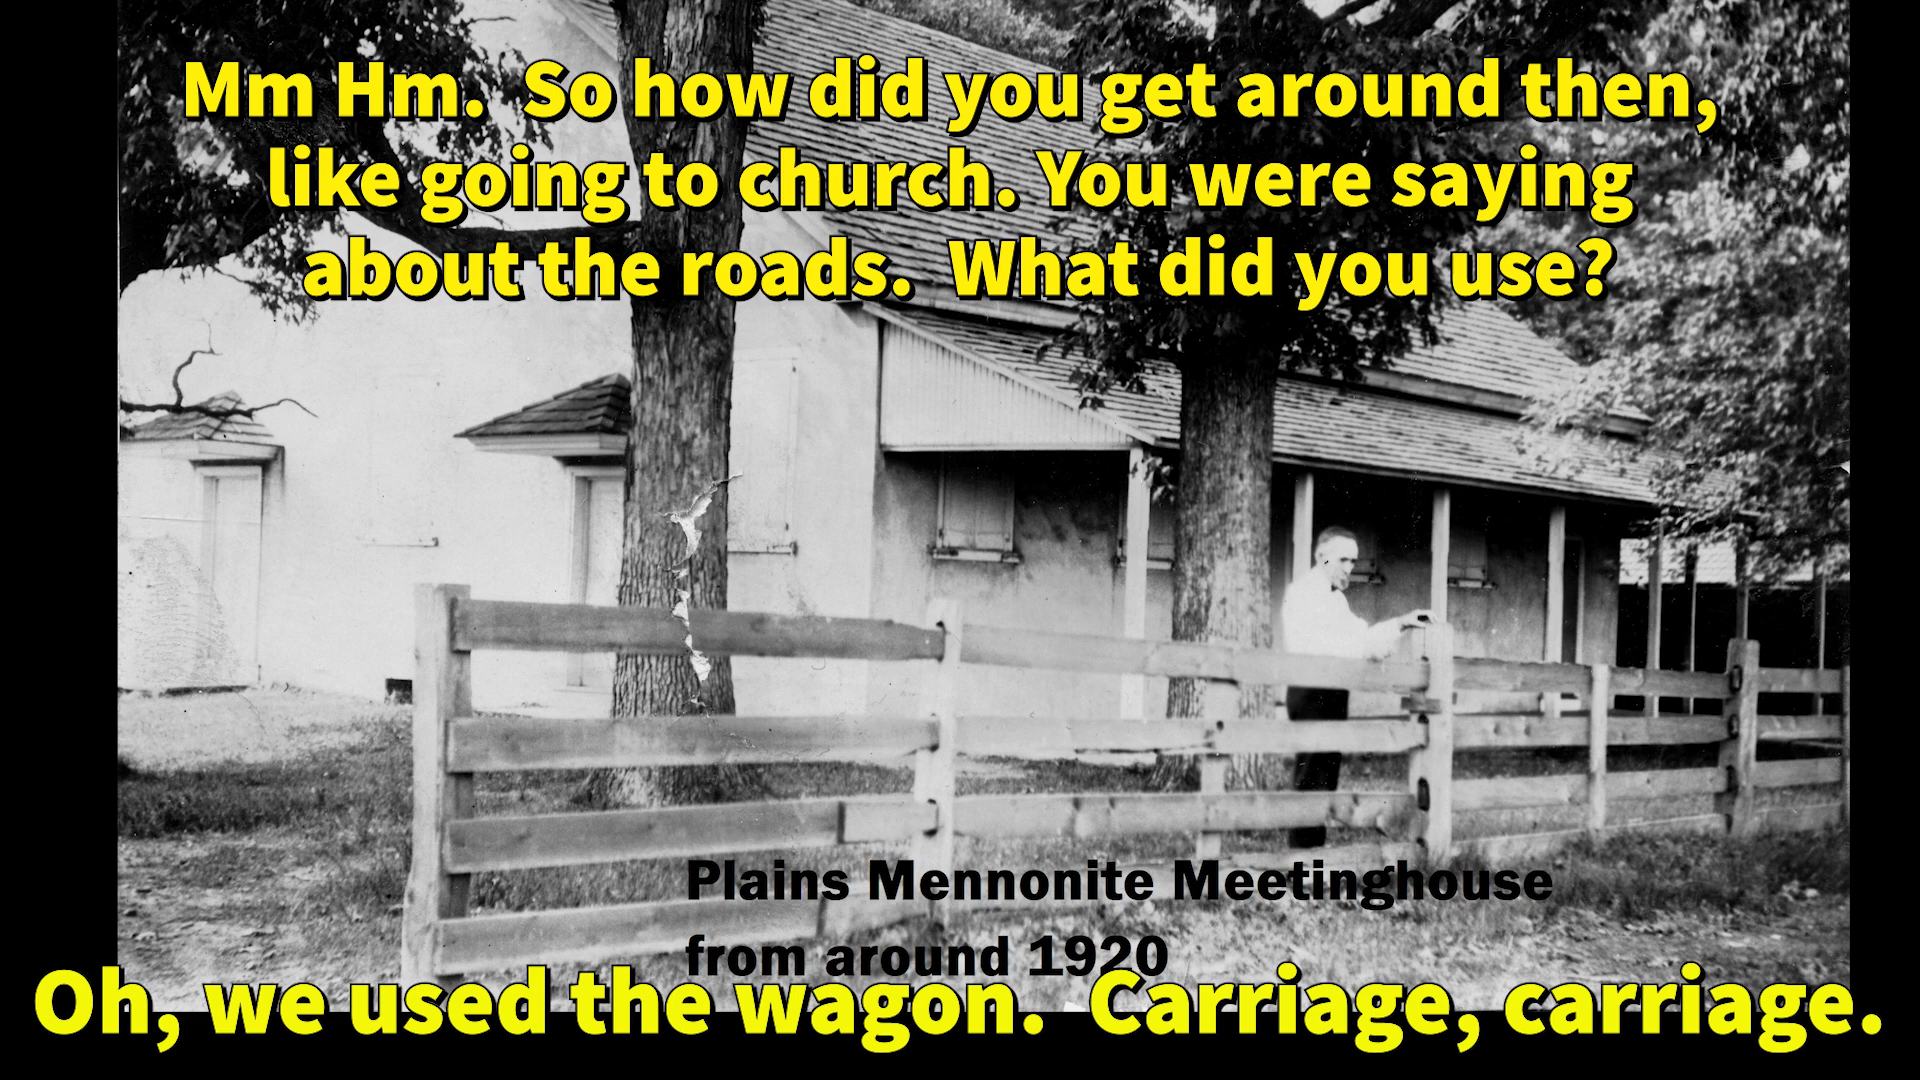 Mm Hm.  So how did you get around then,
like going to church. You were saying
about the roads.  What did you use?
Plains Mennonite Meetinghouse
from around 1920
Oh, we used the wagon.  Carriage, carriage.